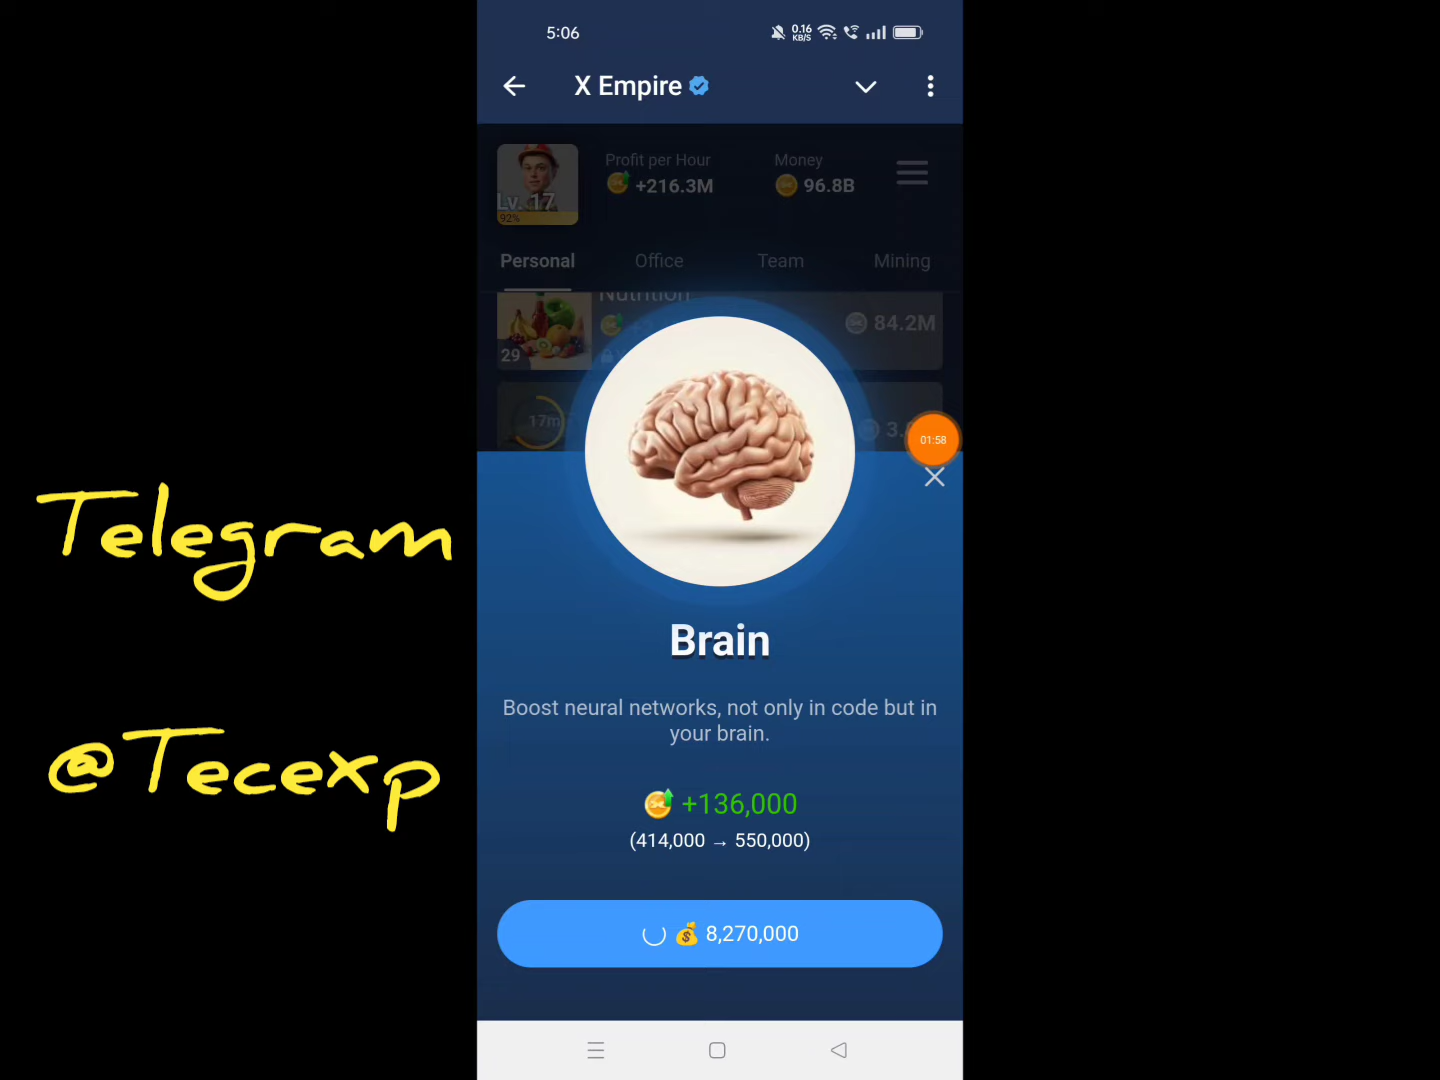 5:06
0.16
KB/S
X Empire
Profit per Hour
Money
+216.3M
96.8B
Lv. 17
92%
Personal
Office
Team
Mining
Nutrition
84.2M
29
17m
01:58
Telegram
@Tecexp
Brain
Boost neural networks, not only in code but in
your brain.
+136,000
(414,000 → 550,000)
8,270,000